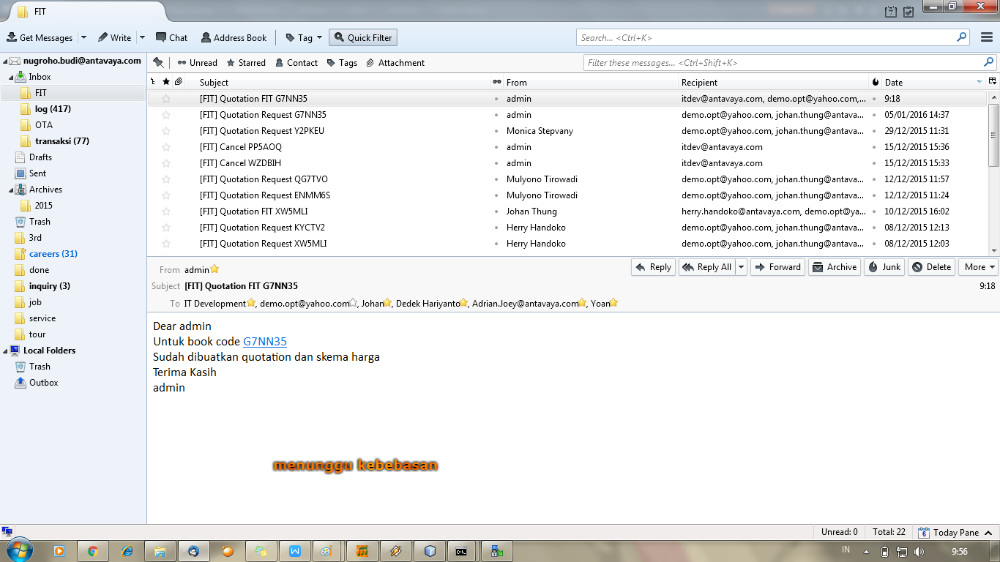 FIT
Get Messages Write Chat Address Book Tag Quick Filter Search... <Ctrl+K>
nugroho.budi@antavaya.com
Inbox
FIT
log (417)
OTA
transaksi (77)
Drafts
Sent
Archives
2015
Trash
3rd
careers (31)
done
inquiry (3)
job
service
tour
Local Folders
Trash
Outbox
Unread Starred Contact Tags Attachment Filter these messages... <Ctrl+Shift+K>
Subject From Recipient Date
[FIT] Quotation FIT G7NN35 admin itdev@antavaya.com, demo.opt@yahoo.com,... 9:18
[FIT] Quotation Request G7NN35 admin demo.opt@yahoo.com, johan.thung@antava... 05/01/2016 14:37
[FIT] Quotation Request Y2PKEU Monica Stepvany demo.opt@yahoo.com, johan.thung@antava... 29/12/2015 11:31
[FIT] Cancel PP5AOQ admin itdev@antavaya.com 15/12/2015 15:36
[FIT] Cancel WZDBIH admin itdev@antavaya.com 15/12/2015 15:33
[FIT] Quotation Request QG7TVO Mulyono Tirowadi demo.opt@yahoo.com, johan.thung@antava... 12/12/2015 11:57
[FIT] Quotation Request ENMM6S Mulyono Tirowadi demo.opt@yahoo.com, johan.thung@antava... 12/12/2015 11:24
[FIT] Quotation FIT XW5MLI Johan Thung herry.handoko@antavaya.com, demo.opt@ya... 10/12/2015 16:02
[FIT] Quotation Request KYCTV2 Herry Handoko demo.opt@yahoo.com, johan.thung@antava... 08/12/2015 12:13
[FIT] Quotation Request XW5MLI Herry Handoko demo.opt@yahoo.com, johan.thung@antava... 08/12/2015 12:03
From admin Reply Reply All Forward Archive Junk Delete More
Subject [FIT] Quotation FIT G7NN35 9:18
To IT Development, demo.opt@yahoo.com, Johan, Dedek Hariyanto, Adrian.Joey@antavaya.com, Yoan
Dear admin
Untuk book code G7NN35
Sudah dibuatkan quotation dan skema harga
Terima Kasih
admin
menunggu kebebasan
Unread: 0 Total: 22 6 Today Pane
IN 9:56